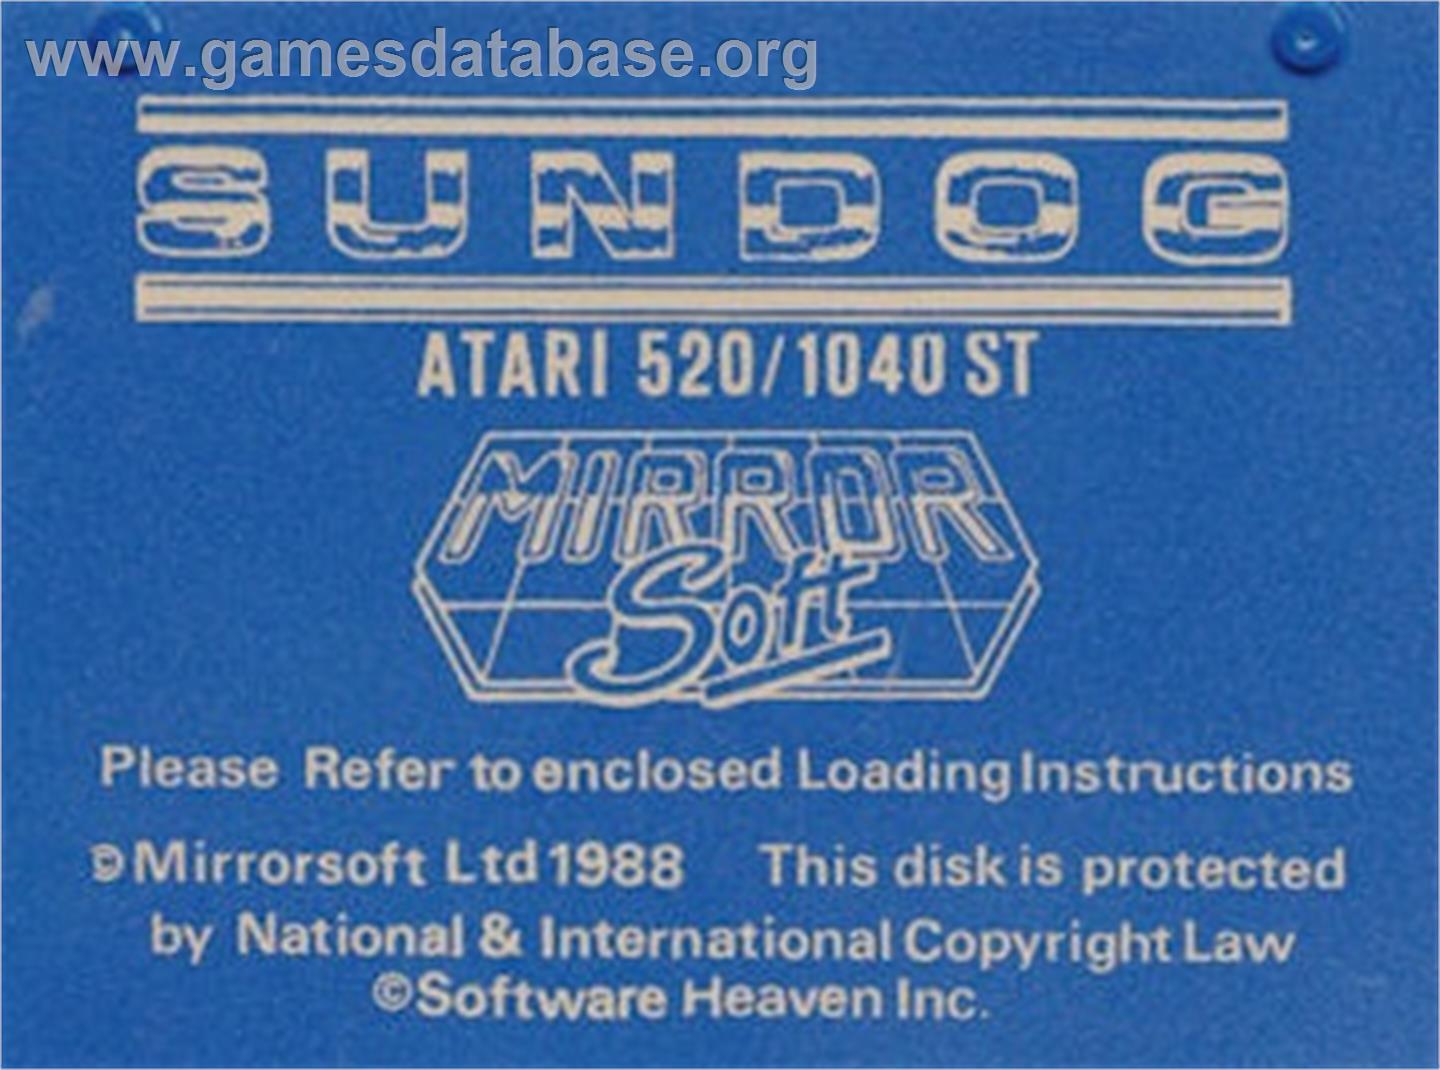 www.gamesdatabase.org
SUNDOG
ATARI 520/1040 ST
MIRROR
Soft
Please Refer to enclosed Loading Instructions
©Mirrorsoft Ltd 1988 This disk is protected
by National & International Copyright Law
©Software Heaven Inc.